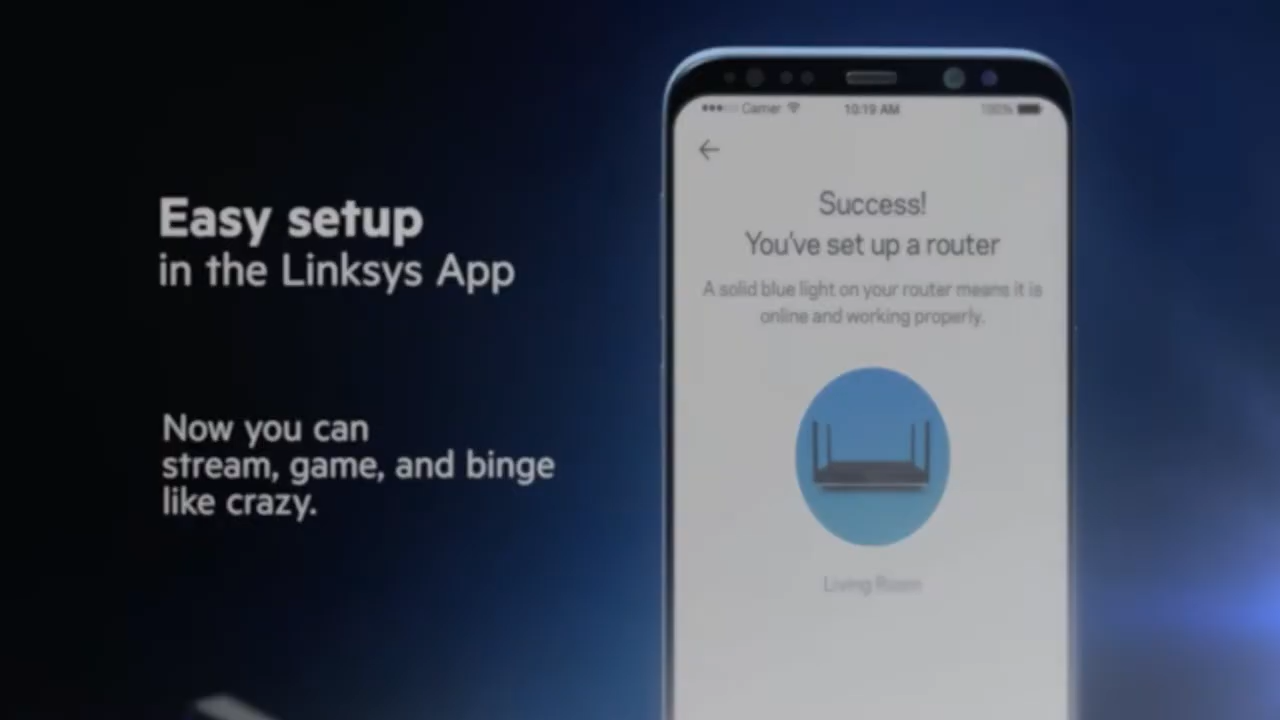 Easy setup
in the Linksys App
Now you can
stream, game, and binge
like crazy.
Carrier
10:19 AM
100%
Success!
You've set up a router
A solid blue light on your router means it is
online and working properly.
Living Room